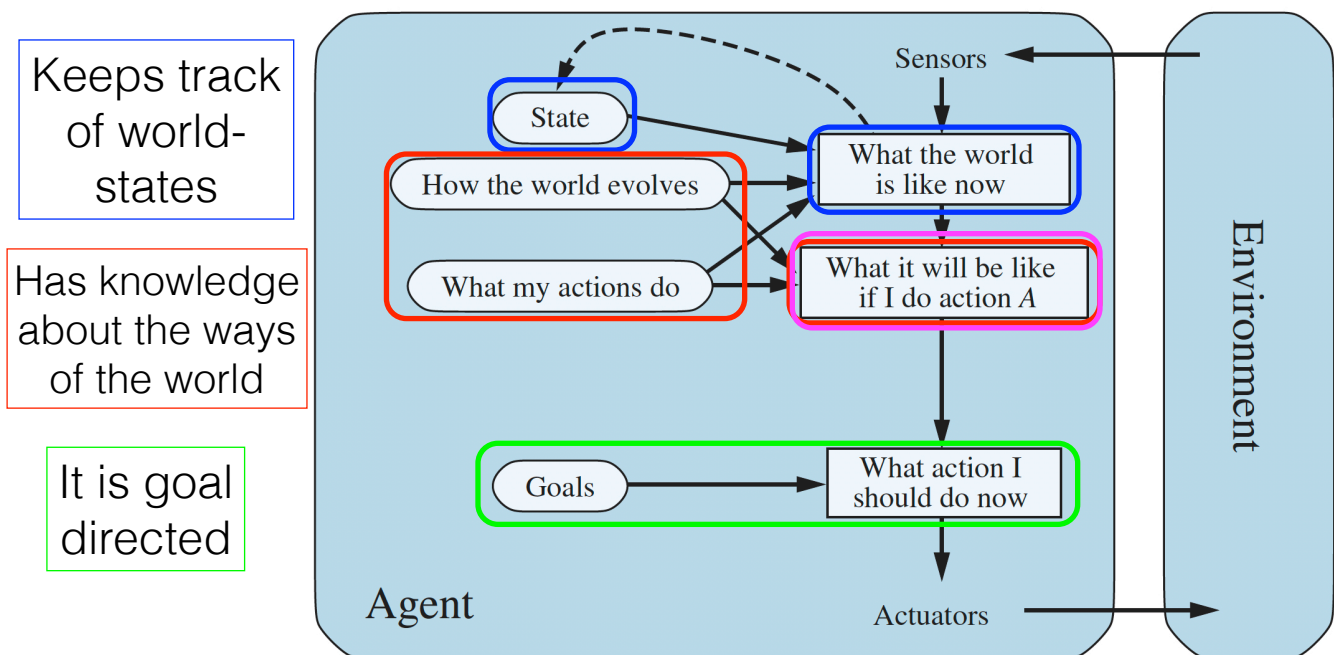 Keeps track
of world-
states
Has knowledge
about the ways
of the world
It is goal
directed
Sensors
State
What the world
is like now
How the world evolves
What it will be like
if I do action A
What my actions do
Goals
What action I
should do now
Agent
Actuators
Environment